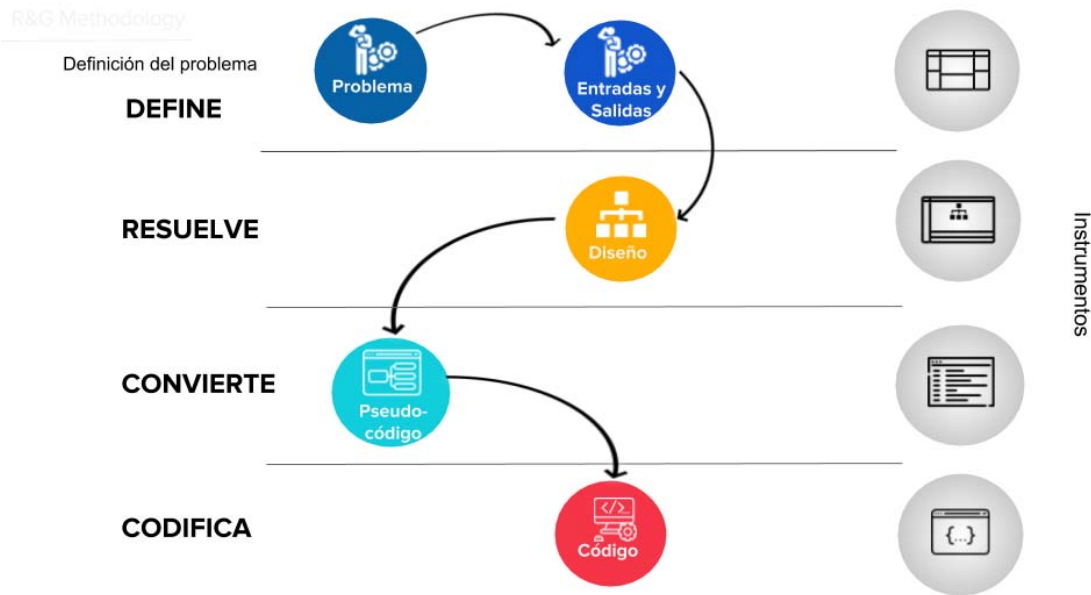 R&G Methodology
Definición del problema
DEFINE
Problema
Entradas y
Salidas
RESUELVE
Diseño
Instrumentos
CONVIERTE
Pseudo-
código
CODIFICA
</>
Código
{...}